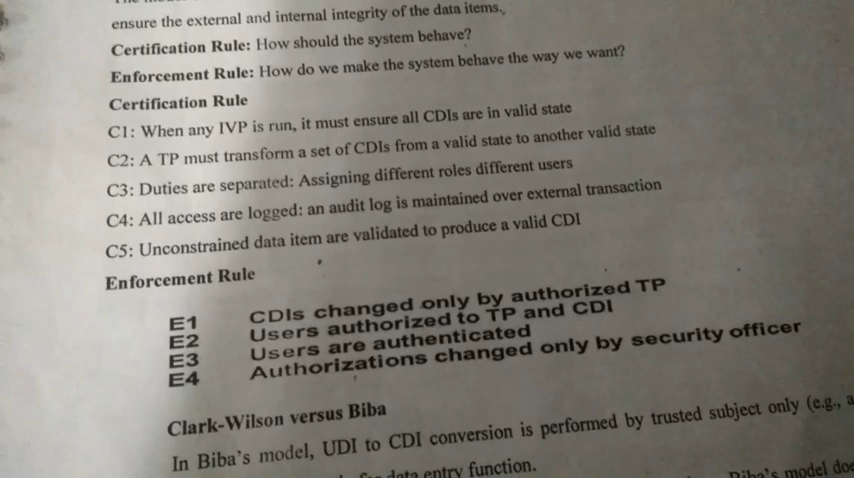 ensure the external and internal integrity of the data items.
Certification Rule: How should the system behave?
Enforcement Rule: How do we make the system behave the way we want?
Certification Rule
C1: When any IVP is run, it must ensure all CDIs are in valid state
C2: A TP must transform a set of CDIs from a valid state to another valid state
C3: Duties are separated: Assigning different roles different users
C4: All access are logged: an audit log is maintained over external transaction
C5: Unconstrained data item are validated to produce a valid CDI
Enforcement Rule
E1 CDIs changed only by authorized TP
E2 Users authorized to TP and CDI
E3 Users are authenticated
E4 Authorizations changed only by security officer
Clark-Wilson versus Biba
In Biba's model, UDI to CDI conversion is performed by trusted subject only (e.g., a
data entry function.
Biba's model